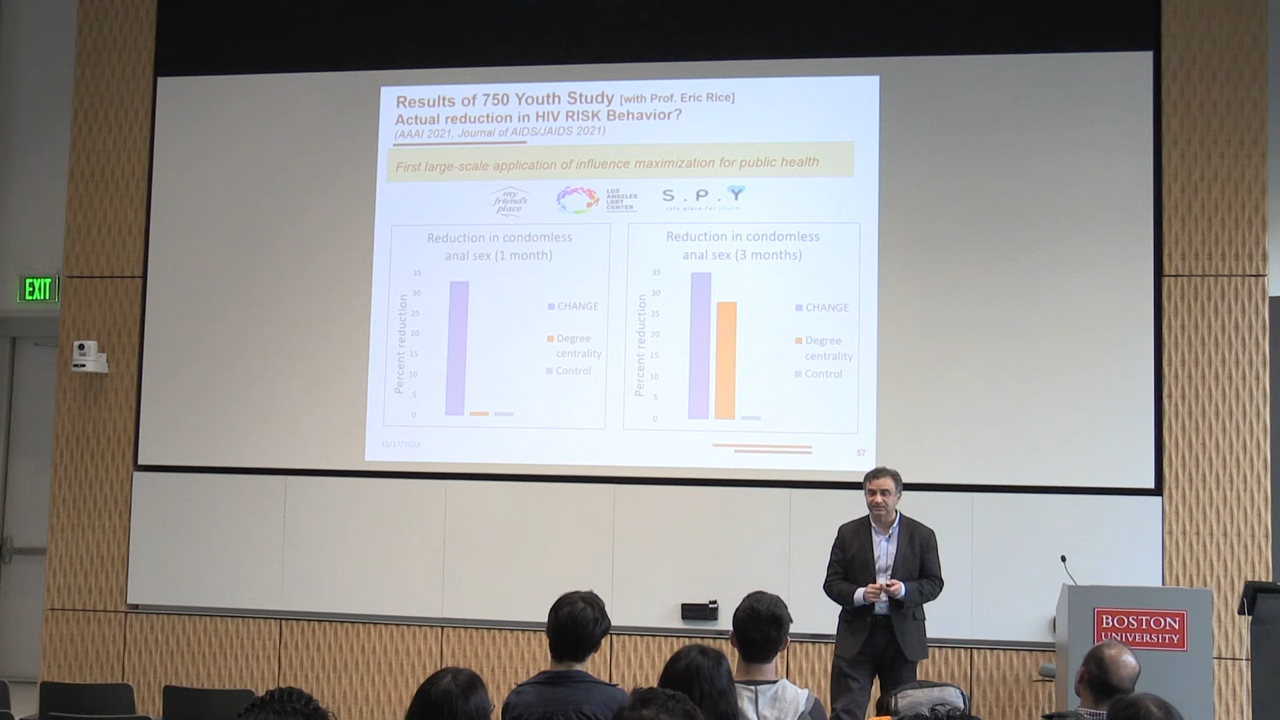 Results of 750 Youth Study [with Prof. Eric Rice]
Actual reduction in HIV RISK Behavior?
(AAAI 2021, Journal of AIDS/JAIDS 2021)
First large-scale application of influence maximization for public health
my
friend's
place
LOS
ANGELES
LGBT
CENTER
S.P.Y
safe place for youth
Reduction in condomless
anal sex (1 month)
Percent reduction
35
30
25
20
15
10
5
0
CHANGE
Degree
centrality
Control
Reduction in condomless
anal sex (3 months)
Percent reduction
35
30
25
20
15
10
5
0
CHANGE
Degree
centrality
Control
11/17/2022
57
EXIT
BOSTON
UNIVERSITY